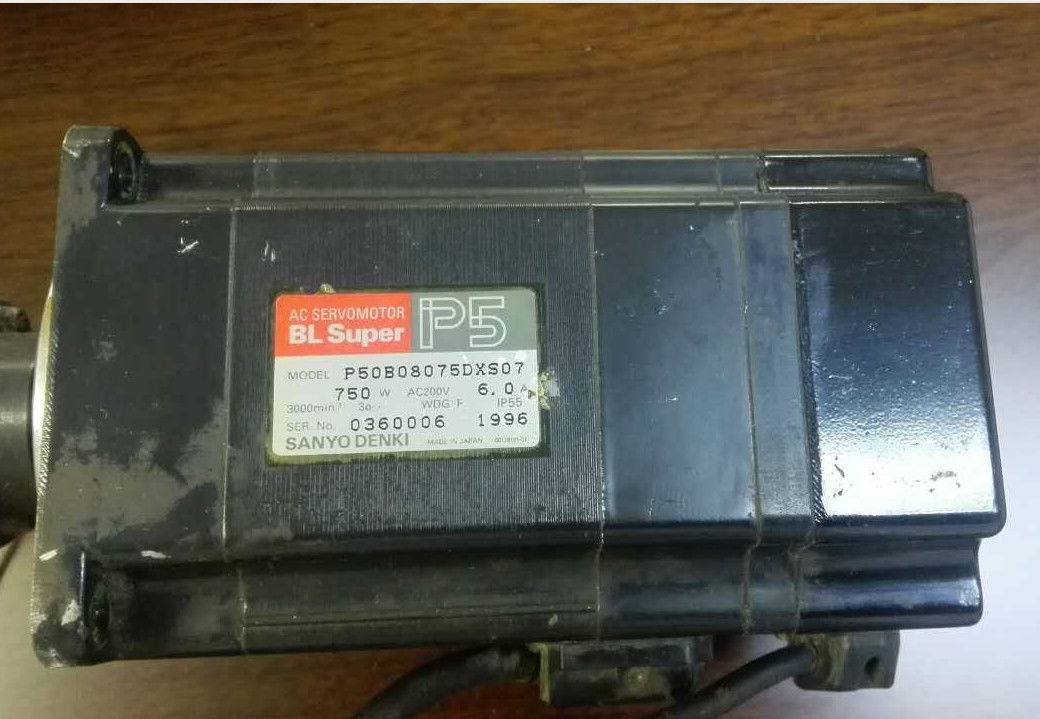 AC SERVOMOTOR
BL Super P5
MODEL P50B08075DXS07
750 W AC200V 6.0 A
3000min⁻¹ 3ø WDG F IP55
SER. No. 0360006 1996
SANYO DENKI MADE IN JAPAN